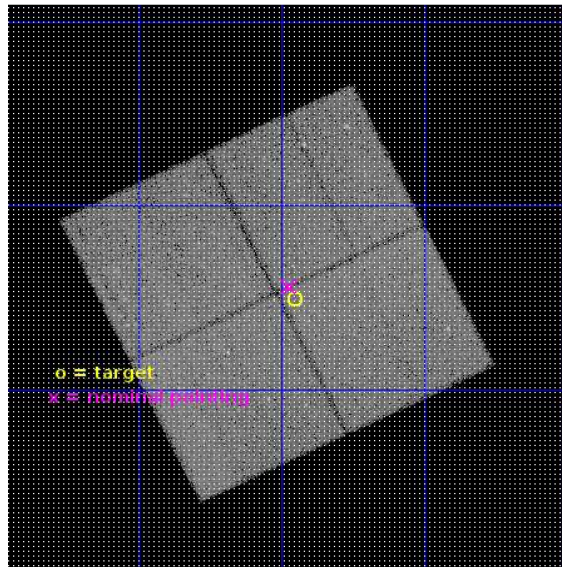 o = target
x = nominal pointing